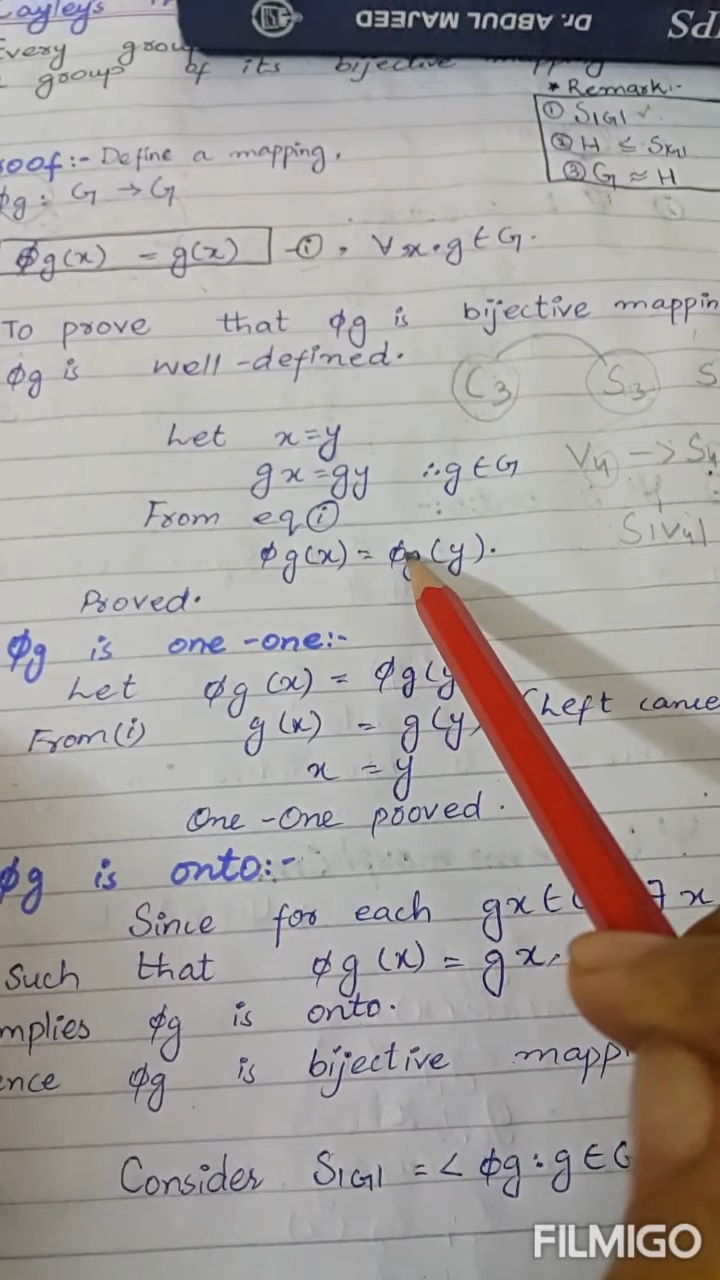 Cayleys
Dr. ABDUL MAJEED
Every group
group of its bijective mapping
* Remark:-
① S|G| ✓
② H ≤ S|G|
③ G ≈ H
oof:- Define a mapping.
φg: G → G
φg(x) = g(x) -①, ∀ x,g ∈ G.
To prove that φg is bijective mappin
φg is well-defined.
C3 S3 S
Let x=y
gx=gy ∴g∈G
V4 -> S4
From eq ①
S|V4|
φg(x) = φg(y).
Proved.
φg is one-one:-
Let φg(x) = φg(y
From(i) g(x) = g(y) (Left cance
x = y
One-One prooved.
φg is onto:-
Since for each gx∈ ∃ x
Such that φg(x) = gx,
mplies φg is onto.
ence φg is bijective mapp
Consider S|G| = < φg: g∈G
FILMIGO